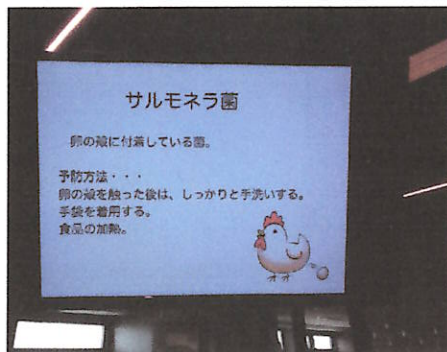 サルモネラ菌
卵の殻に付着している菌。
予防方法・・・
卵の殻を触った後は、しっかりと手洗いする。
手袋を着用する。
食品の加熱。